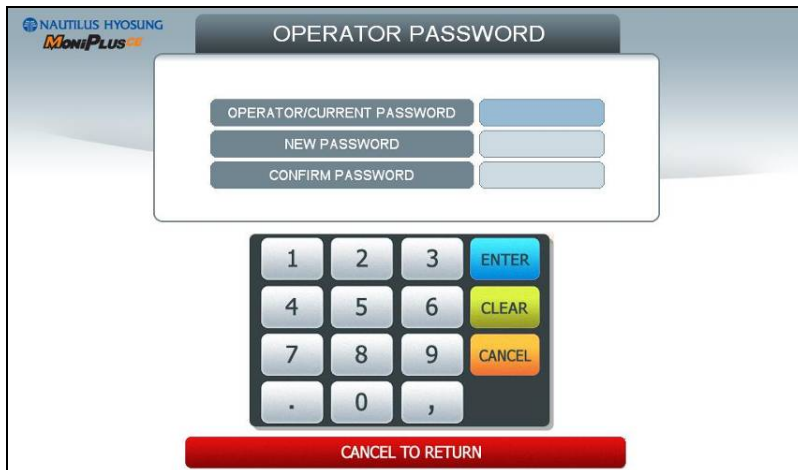 NAUTILUS HYOSUNG
MoniPlus CE
OPERATOR PASSWORD
OPERATOR/CURRENT PASSWORD
NEW PASSWORD
CONFIRM PASSWORD
1 2 3 ENTER
4 5 6 CLEAR
7 8 9 CANCEL
. 0 ,
CANCEL TO RETURN